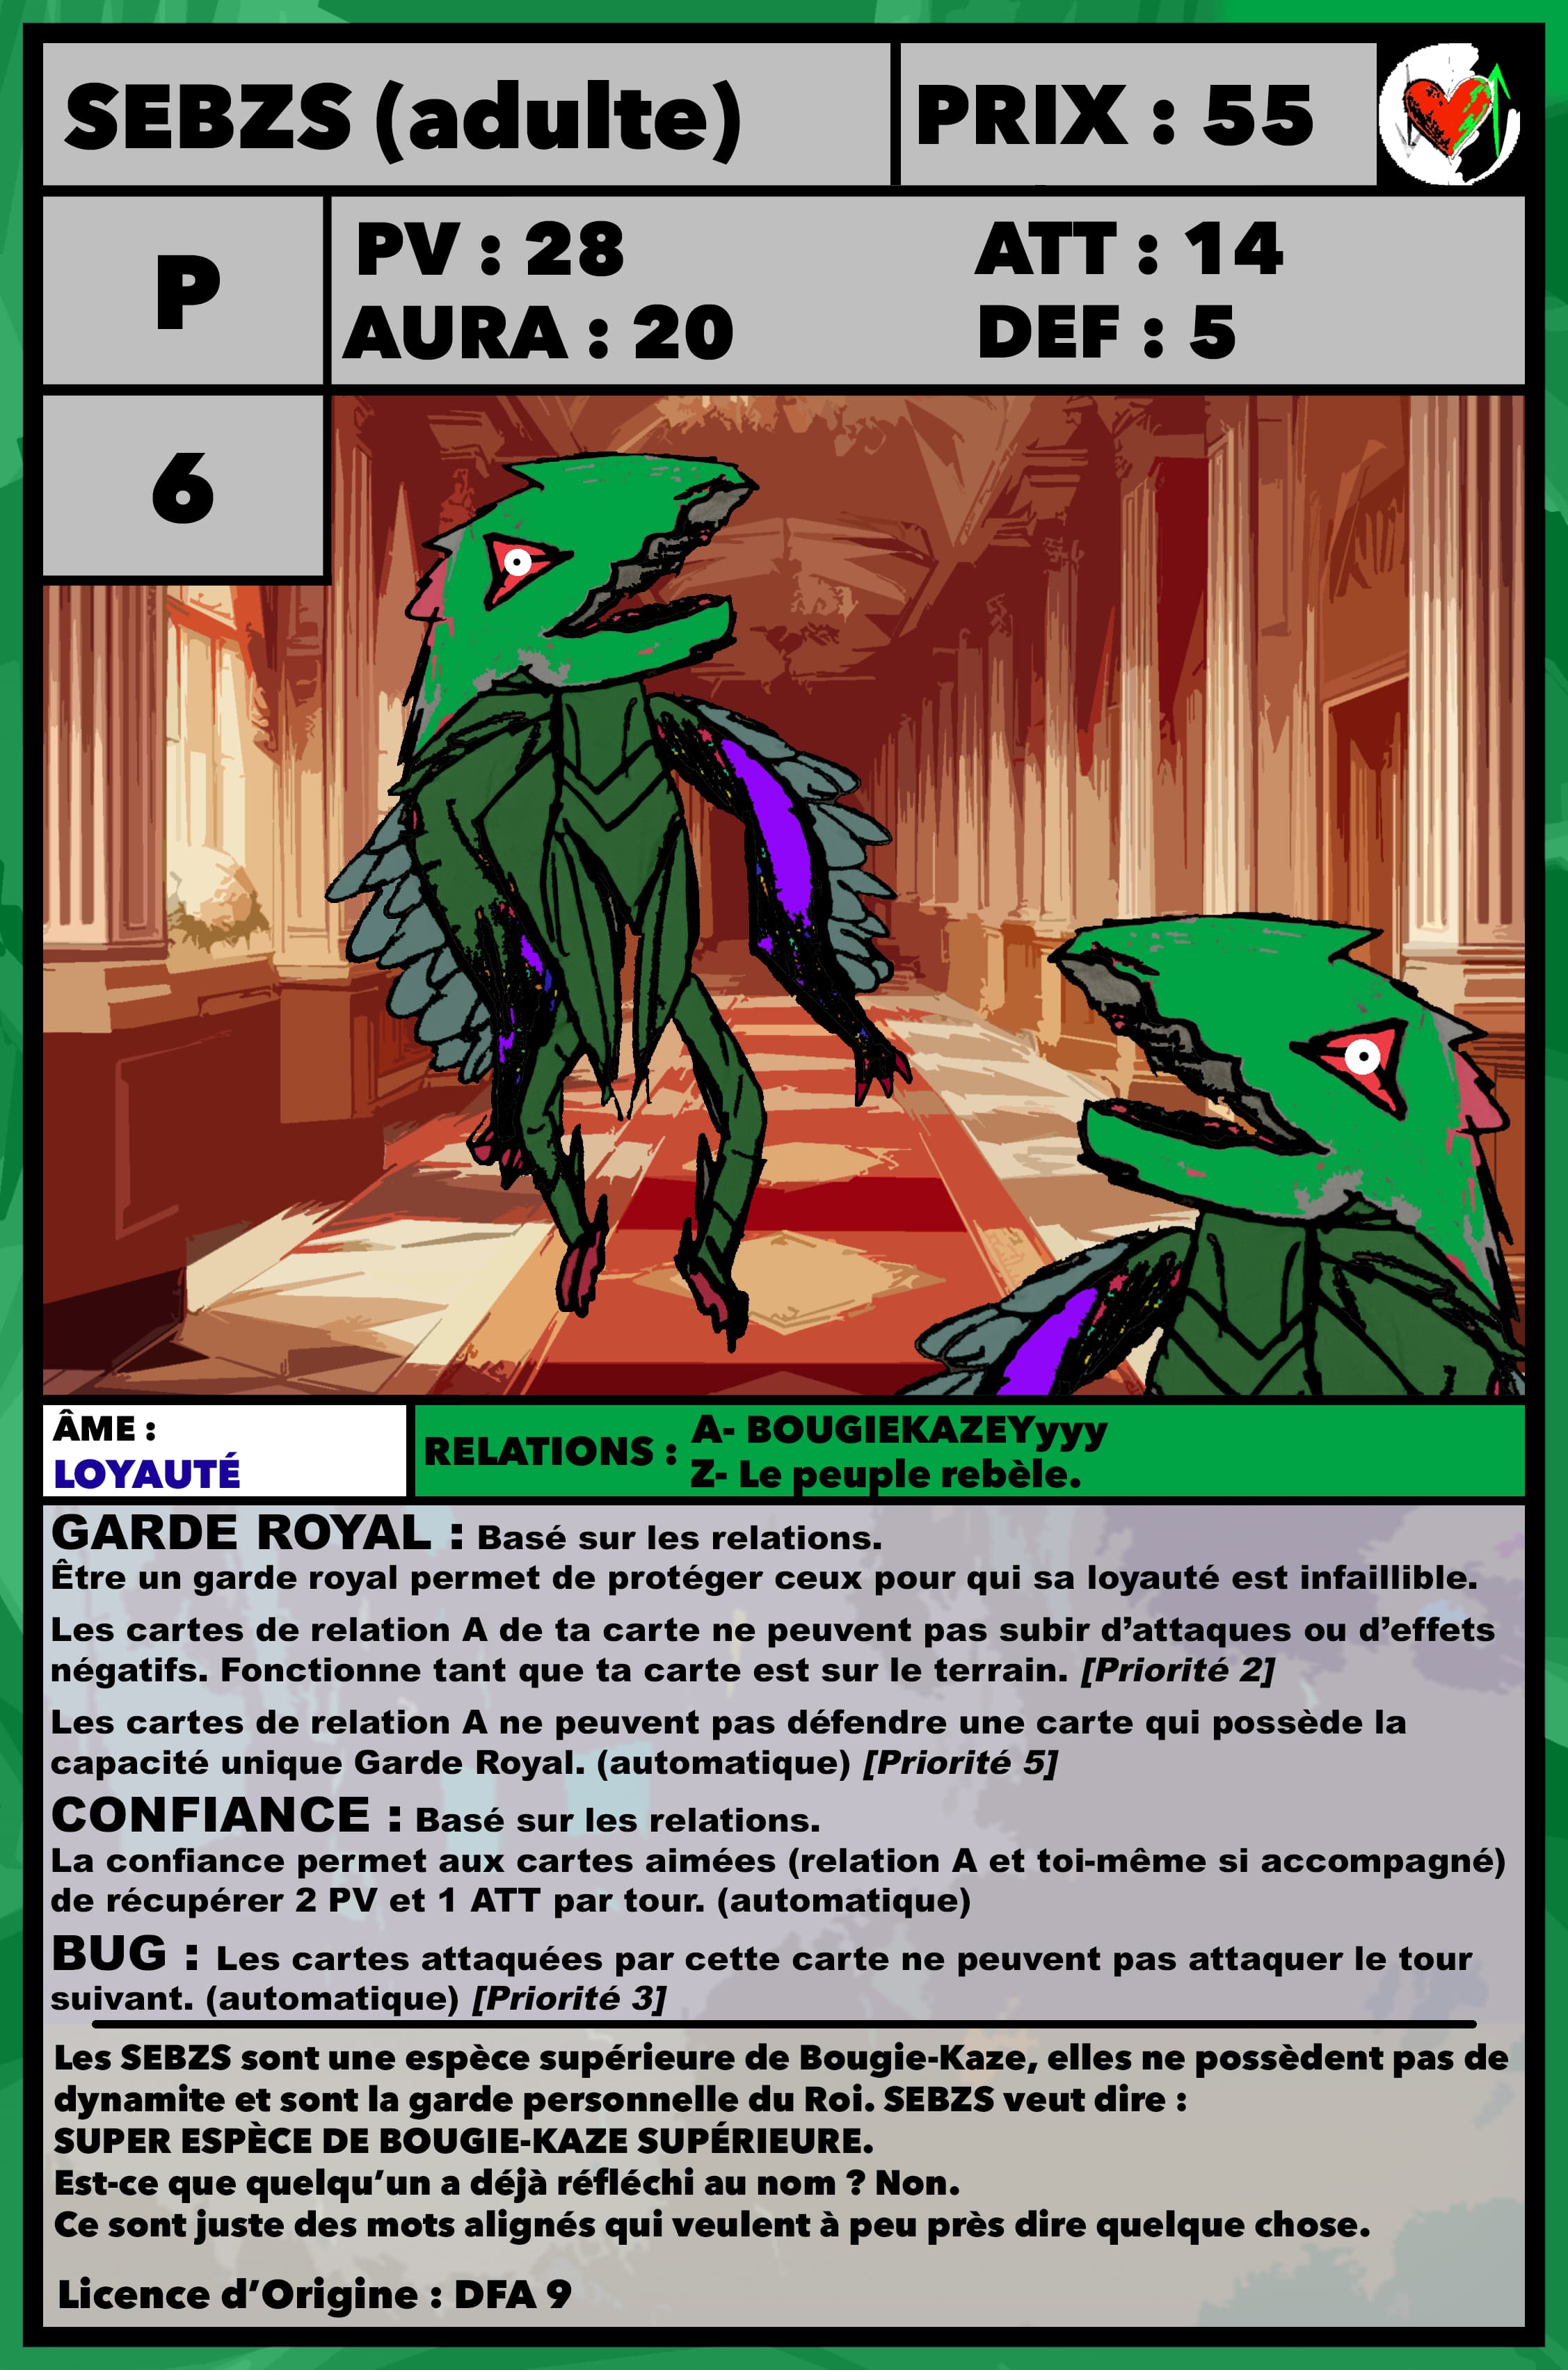 SEBZS (adulte)
PRIX : 55
P
PV : 28
ATT : 14
AURA : 20
DEF : 5
6
ÂME :
LOYAUTÉ
RELATIONS :
A- BOUGIEKAZEYyyy
Z- Le peuple rebèle.
GARDE ROYAL : Basé sur les relations.
Être un garde royal permet de protéger ceux pour qui sa loyauté est infaillible.
Les cartes de relation A de ta carte ne peuvent pas subir d’attaques ou d’effets
négatifs. Fonctionne tant que ta carte est sur le terrain. [Priorité 2]
Les cartes de relation A ne peuvent pas défendre une carte qui possède la
capacité unique Garde Royal. (automatique) [Priorité 5]
CONFIANCE : Basé sur les relations.
La confiance permet aux cartes aimées (relation A et toi-même si accompagné)
de récupérer 2 PV et 1 ATT par tour. (automatique)
BUG : Les cartes attaquées par cette carte ne peuvent pas attaquer le tour
suivant. (automatique) [Priorité 3]
Les SEBZS sont une espèce supérieure de Bougie-Kaze, elles ne possèdent pas de
dynamite et sont la garde personnelle du Roi. SEBZS veut dire :
SUPER ESPÈCE DE BOUGIE-KAZE SUPÉRIEURE.
Est-ce que quelqu’un a déjà réfléchi au nom ? Non.
Ce sont juste des mots alignés qui veulent à peu près dire quelque chose.
Licence d’Origine : DFA 9